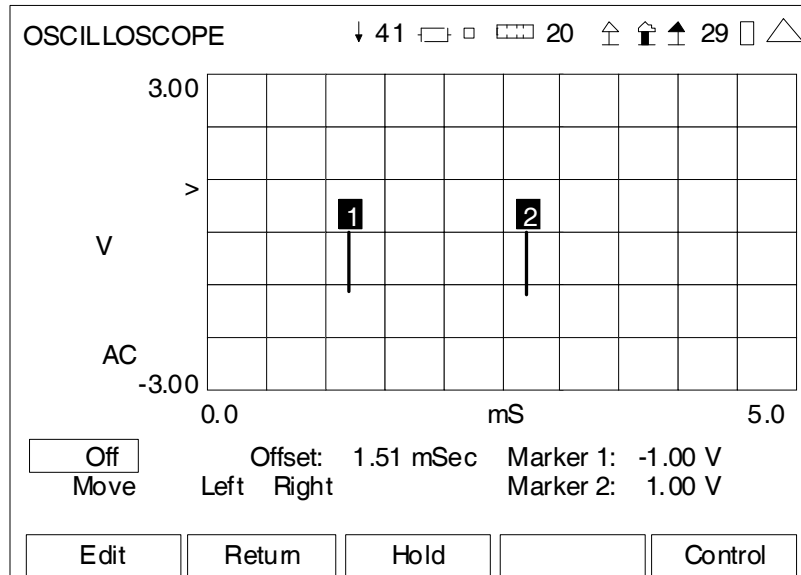 OSCILLOSCOPE 41 20 29
3.00
>
1 2
V
AC
-3.00
0.0 mS 5.0
Off Offset: 1.51 mSec Marker 1: -1.00 V
Move Left Right Marker 2: 1.00 V
Edit Return Hold Control